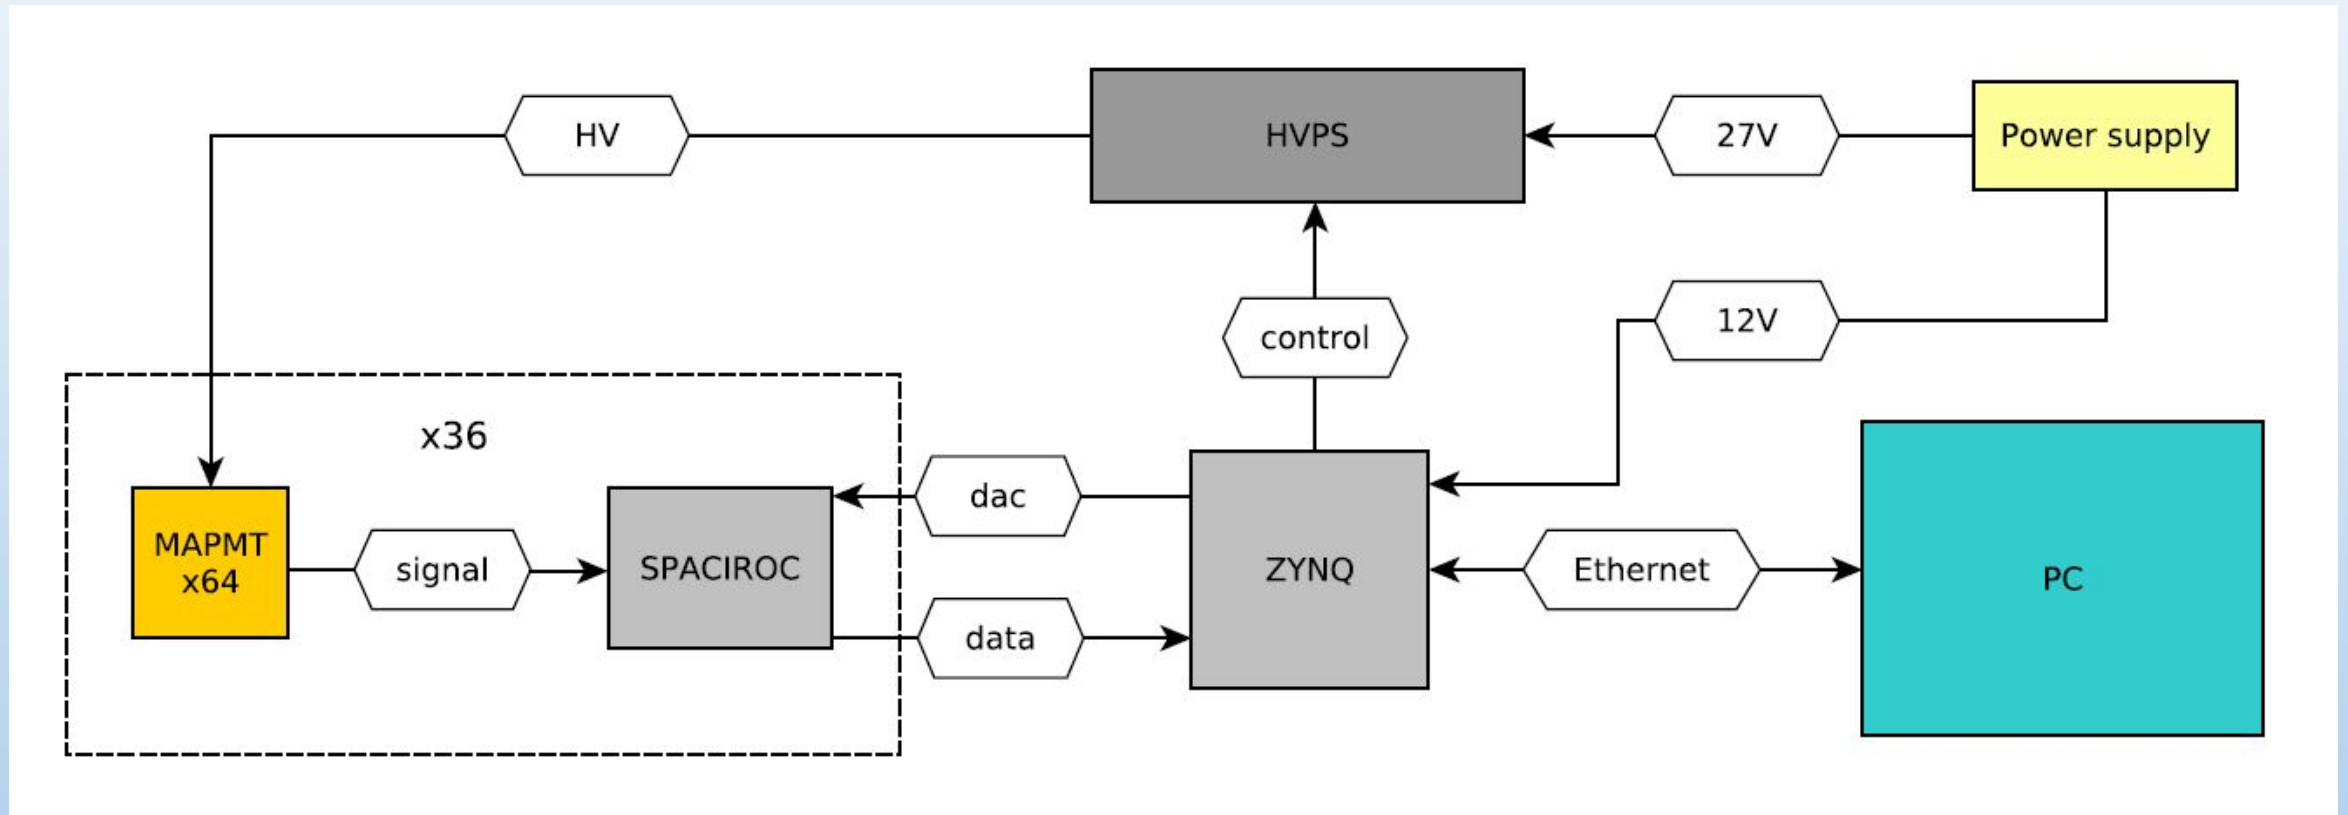 HV
HVPS
27V
Power supply
control
12V
x36
MAPMT
x64
signal
SPACIROC
dac
data
ZYNQ
Ethernet
PC